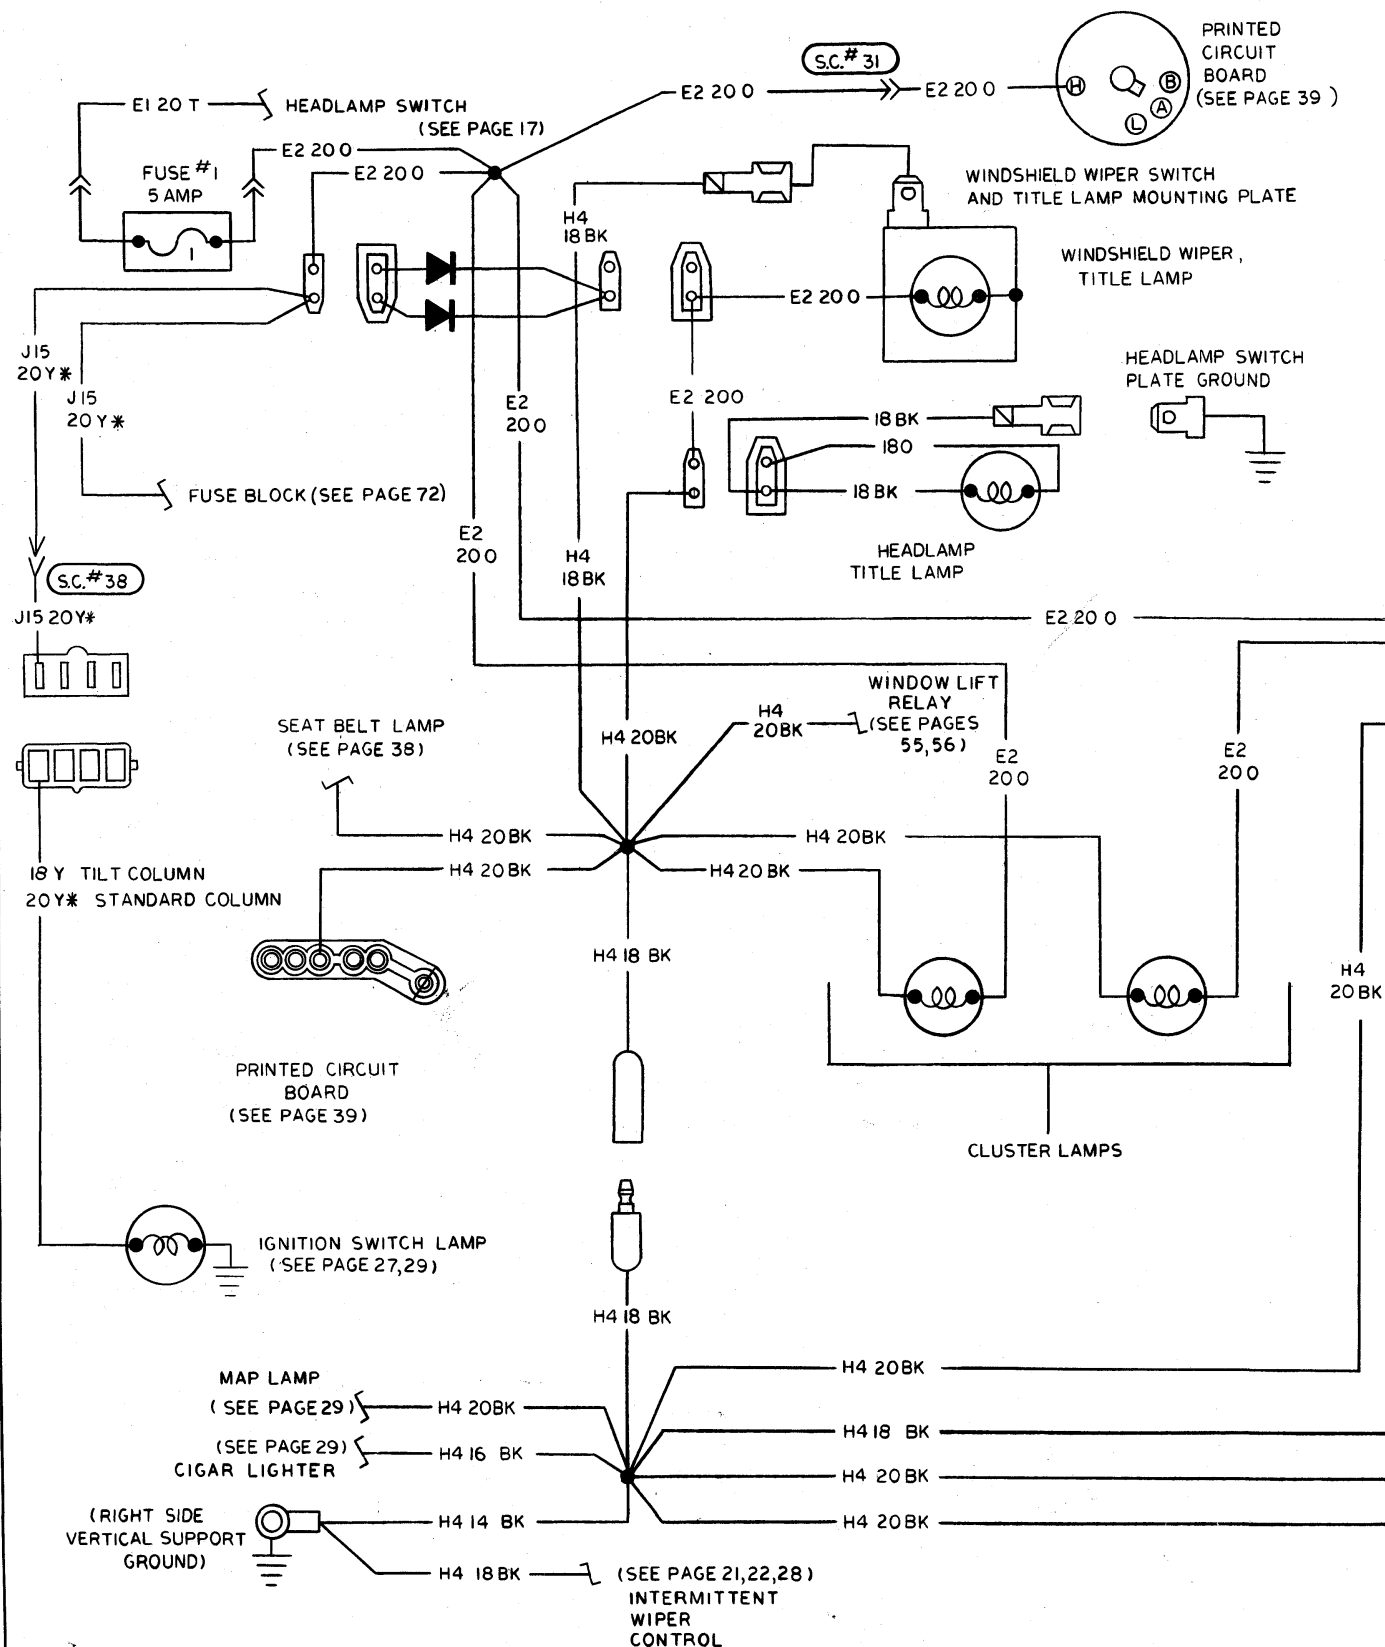 S.C.# 31
PRINTED
CIRCUIT
BOARD
(SEE PAGE 39 )
E2 20 O
E2 20 O
H
B
A
L
E1 20 T
HEADLAMP SWITCH
(SEE PAGE 17)
E2 20 O
E2 20 O
FUSE #1
5 AMP
1
H4
18 BK
WINDSHIELD WIPER SWITCH
AND TITLE LAMP MOUNTING PLATE
WINDSHIELD WIPER,
TITLE LAMP
E2 20 O
J15
20Y*
J15
20Y*
E2
20 O
E2 20O
HEADLAMP SWITCH
PLATE GROUND
18 BK
18O
18 BK
HEADLAMP
TITLE LAMP
FUSE BLOCK (SEE PAGE 72)
E2
20 O
H4
18BK
S.C.#38
J15 20Y*
E2 20 O
WINDOW LIFT
RELAY
(SEE PAGES
55,56)
H4
20BK
H4 20BK
SEAT BELT LAMP
(SEE PAGE 38)
E2
20 O
E2
20 O
H4 20BK
H4 20BK
H4 20BK
H4 20 BK
18 Y TILT COLUMN
20Y* STANDARD COLUMN
H4 18 BK
H4
20BK
PRINTED CIRCUIT
BOARD
(SEE PAGE 39)
CLUSTER LAMPS
IGNITION SWITCH LAMP
(SEE PAGE 27,29)
H4 18 BK
MAP LAMP
(SEE PAGE 29)
H4 20BK
H4 20BK
(SEE PAGE 29)
CIGAR LIGHTER
H4 16 BK
H4 18 BK
H4 20BK
(RIGHT SIDE
VERTICAL SUPPORT
GROUND)
H4 14 BK
H4 20BK
H4 18BK
(SEE PAGE 21,22,28)
INTERMITTENT
WIPER
CONTROL